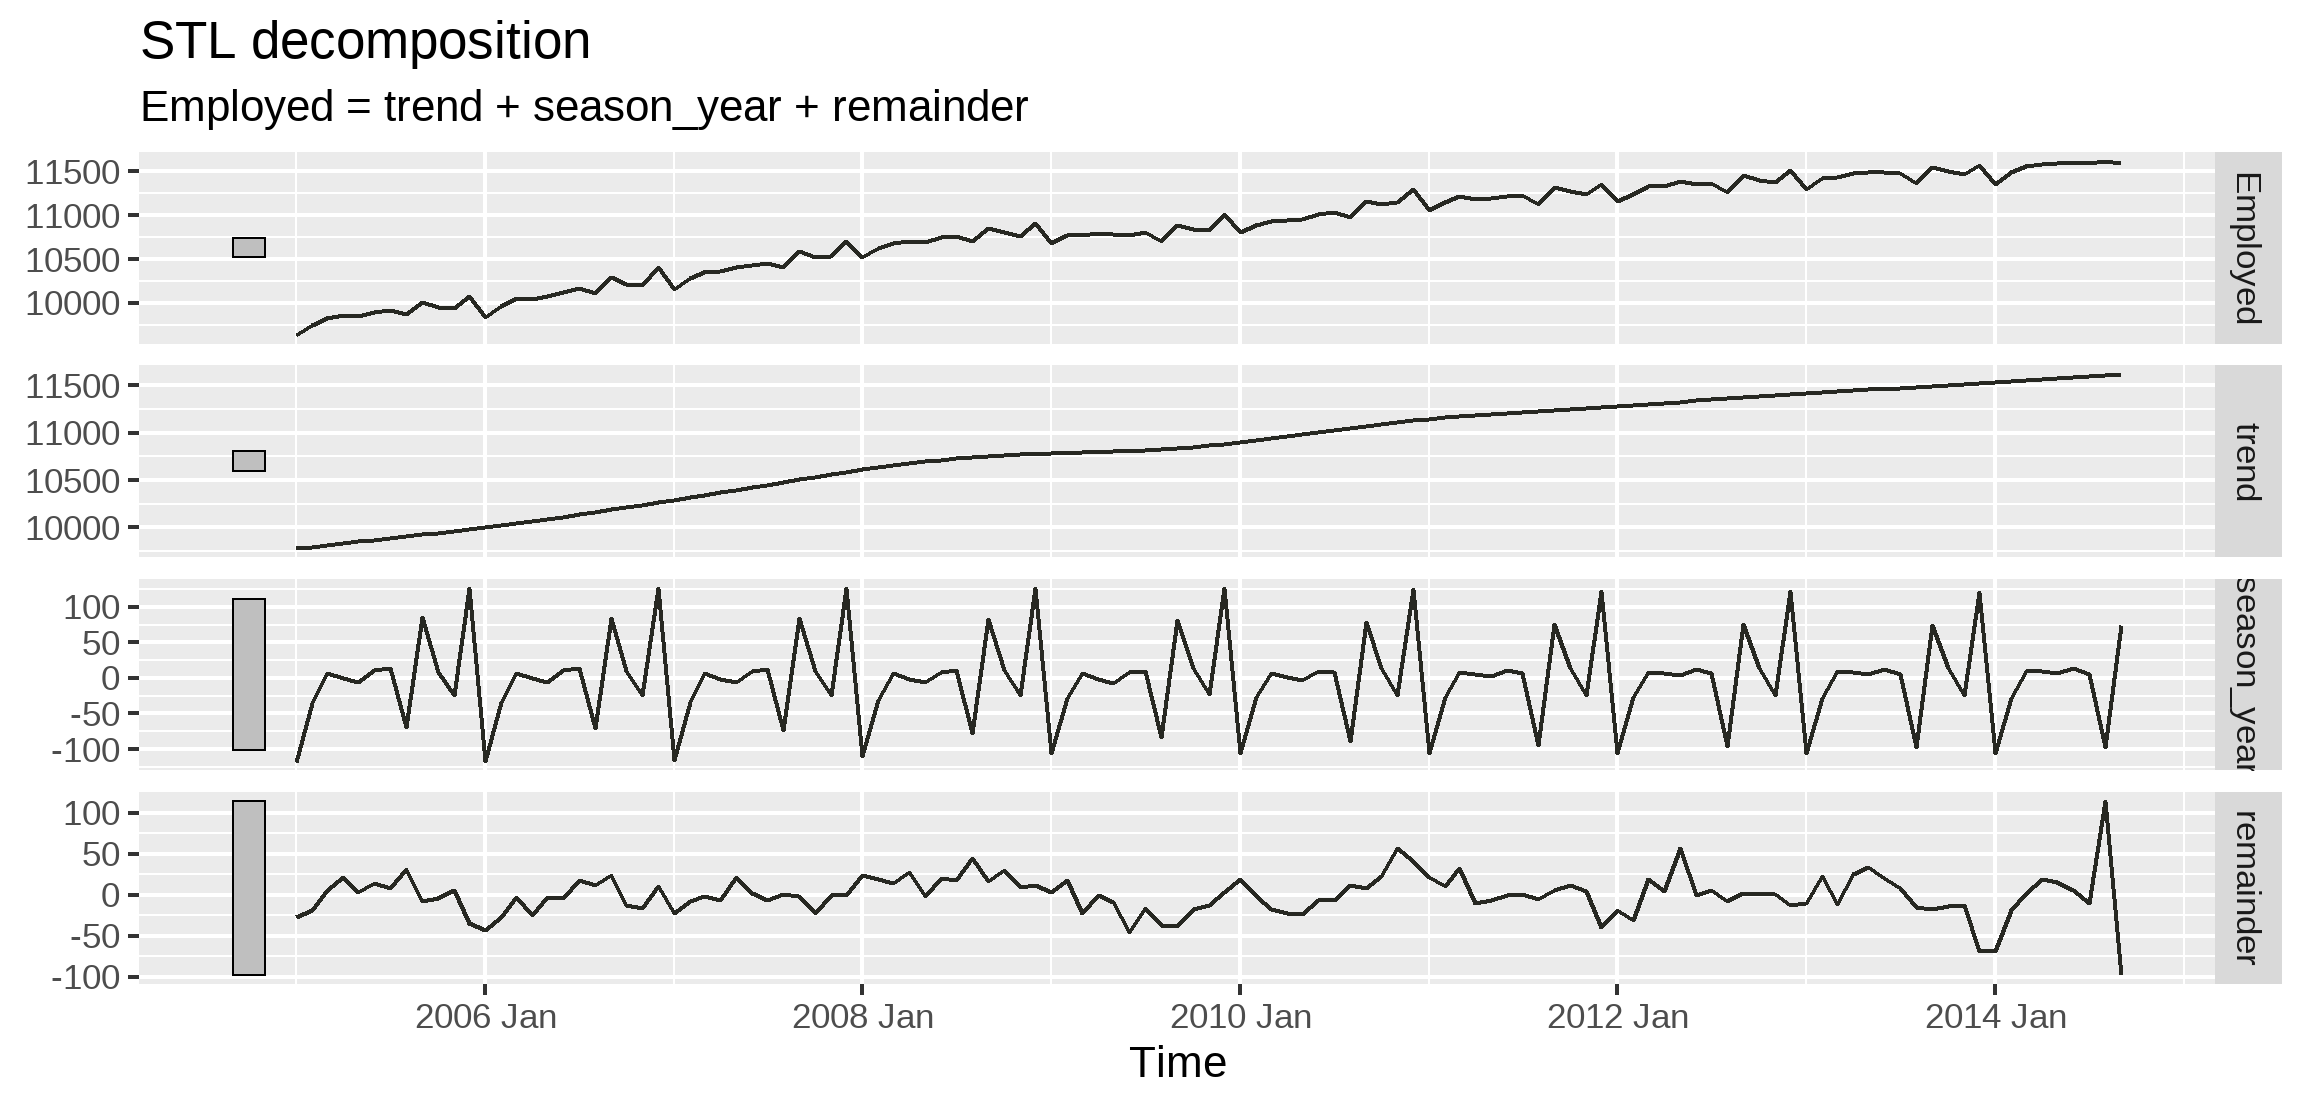 STL decomposition
Employed = trend + season_year + remainder
11500
11000
10500
10000
Employed
11500
11000
10500
10000
trend
100
50
0
-50
-100
season_year
100
50
0
-50
-100
remainder
2006 Jan
2008 Jan
2010 Jan
2012 Jan
2014 Jan
Time